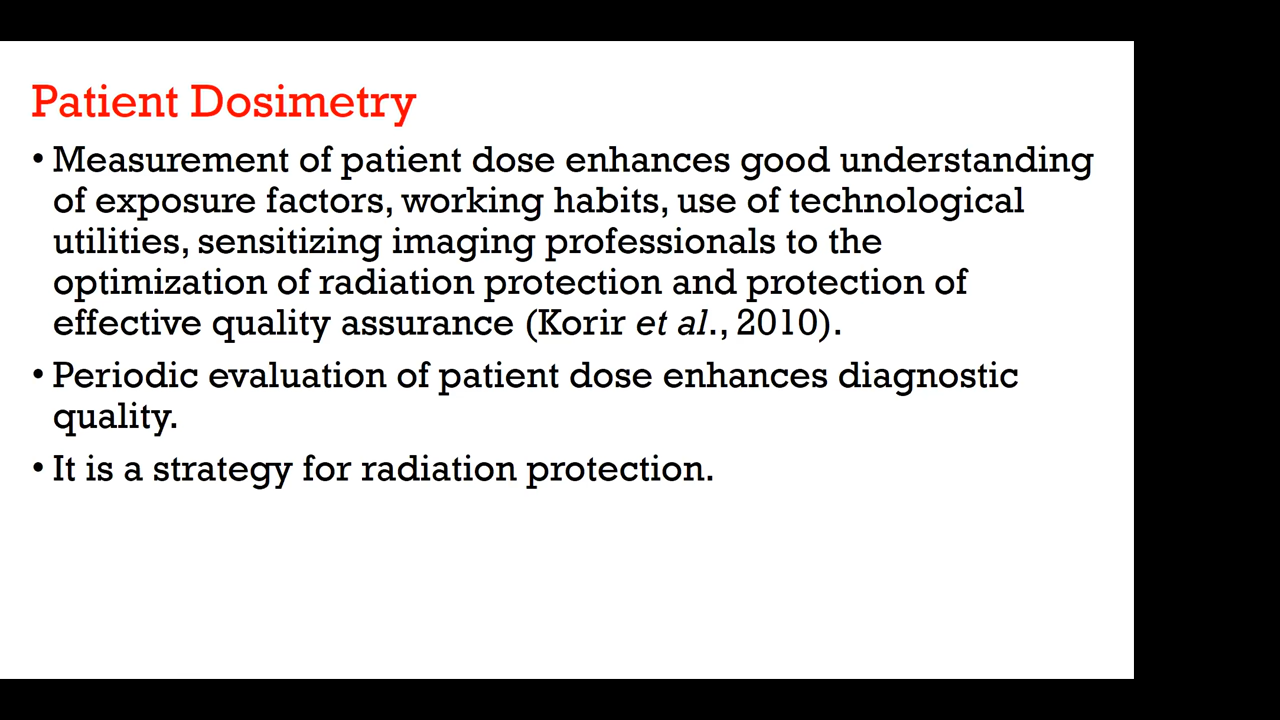 Patient Dosimetry
• Measurement of patient dose enhances good understanding
of exposure factors, working habits, use of technological
utilities, sensitizing imaging professionals to the
optimization of radiation protection and protection of
effective quality assurance (Korir et al., 2010).
• Periodic evaluation of patient dose enhances diagnostic
quality.
• It is a strategy for radiation protection.